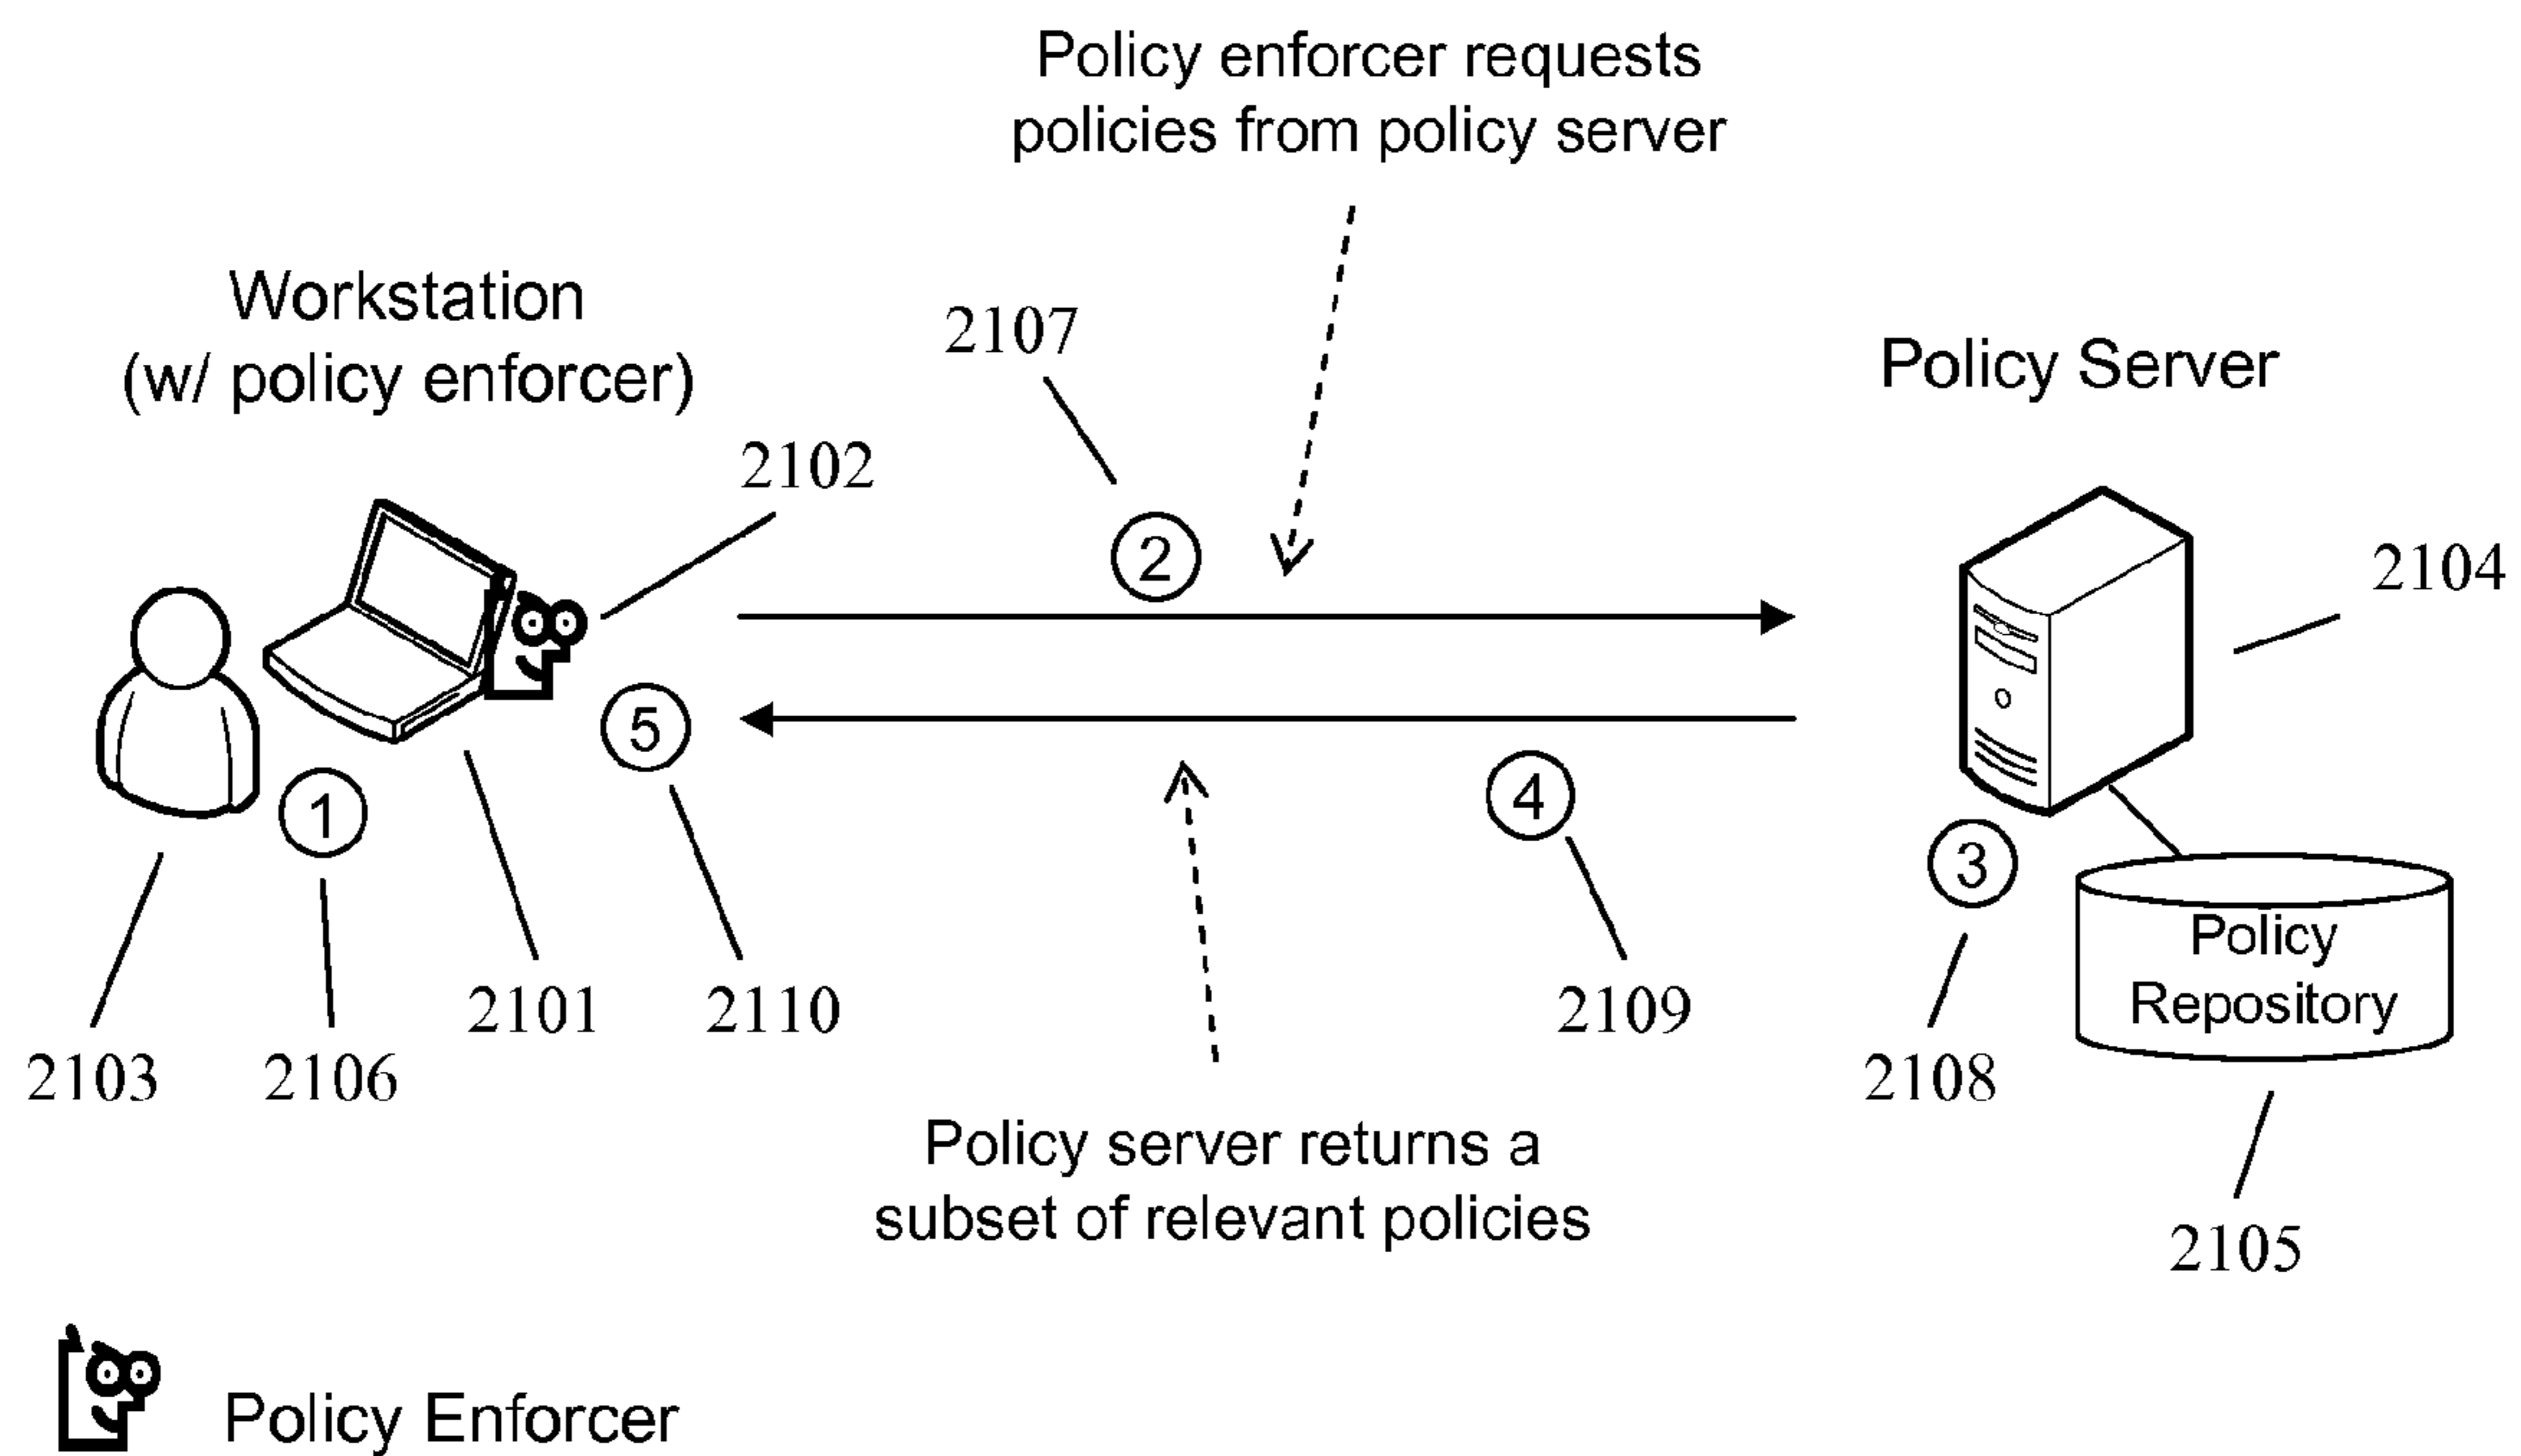 Policy enforcer requests
policies from policy server
Workstation
(w/ policy enforcer)
2107
Policy Server
2102
2
2104
5
4
1
3
Policy
Repository
2103
2106
2101
2110
2109
2108
2105
Policy server returns a
subset of relevant policies
Policy Enforcer